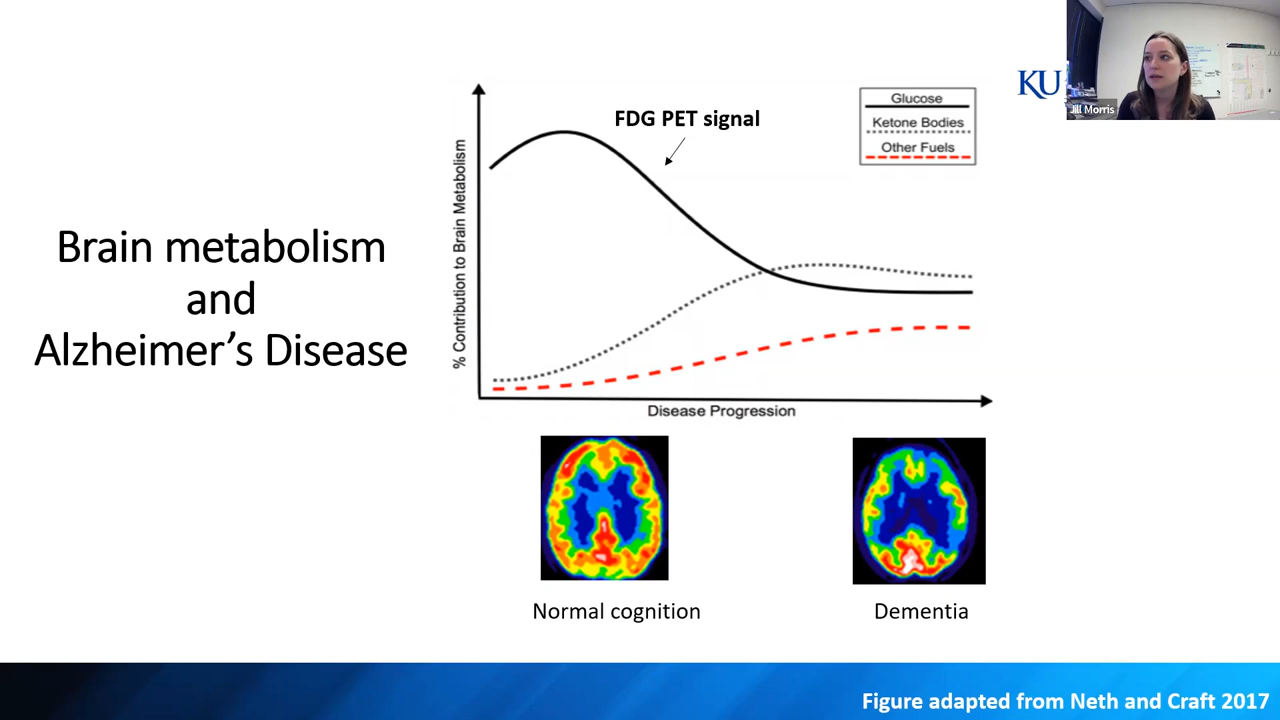 Brain metabolism
and
Alzheimer's Disease
FDG PET signal
Glucose
Ketone Bodies
Other Fuels
% Contribution to Brain Metabolism
Disease Progression
Normal cognition
Dementia
KU
Jill Morris
Figure adapted from Neth and Craft 2017